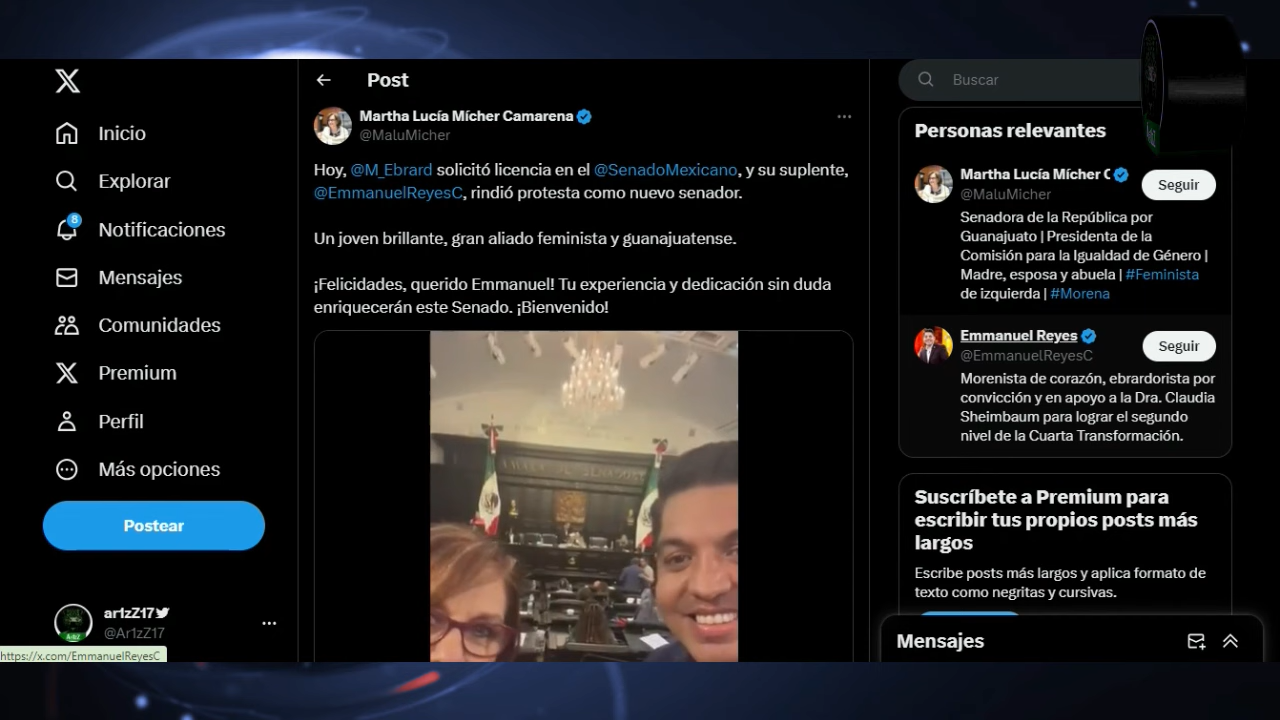 Inicio
Explorar
8
Notificaciones
Mensajes
Comunidades
Premium
Perfil
Más opciones
Postear
ar1zZ17
@Ar1zZ17
https://x.com/EmmanuelReyesC
Post
Martha Lucía Mícher Camarena
@MaluMicher
Hoy, @M_Ebrard solicitó licencia en el @SenadoMexicano, y su suplente,
@EmmanuelReyesC, rindió protesta como nuevo senador.
Un joven brillante, gran aliado feminista y guanajuatense.
¡Felicidades, querido Emmanuel! Tu experiencia y dedicación sin duda
enriquecerán este Senado. ¡Bienvenido!
Buscar
Personas relevantes
Martha Lucía Mícher C
@MaluMicher
Seguir
Senadora de la República por
Guanajuato | Presidenta de la
Comisión para la Igualdad de Género |
Madre, esposa y abuela | #Feminista
de izquierda | #Morena
Emmanuel Reyes
@EmmanuelReyesC
Seguir
Morenista de corazón, ebrardorista por
convicción y en apoyo a la Dra. Claudia
Sheimbaum para lograr el segundo
nivel de la Cuarta Transformación.
Suscríbete a Premium para
escribir tus propios posts más
largos
Escribe posts más largos y aplica formato de
texto como negritas y cursivas.
Mensajes